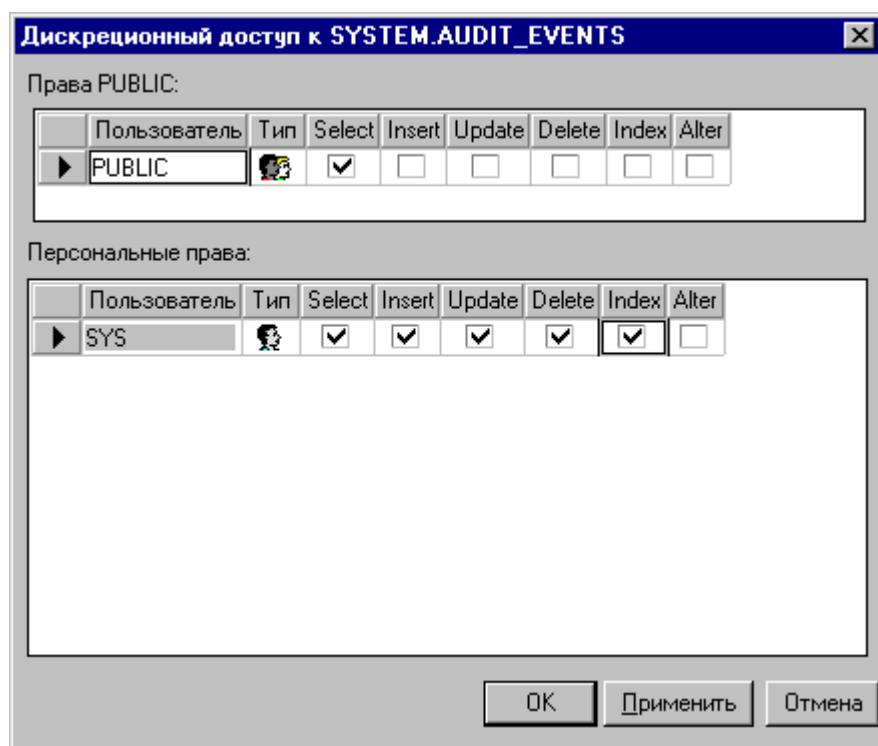 Дискреционный доступ к SYSTEM.AUDIT_EVENTS
Права PUBLIC:
Пользователь Тип Select Insert Update Delete Index Alter
PUBLIC
Персональные права:
Пользователь Тип Select Insert Update Delete Index Alter
SYS
OK Применить Отмена